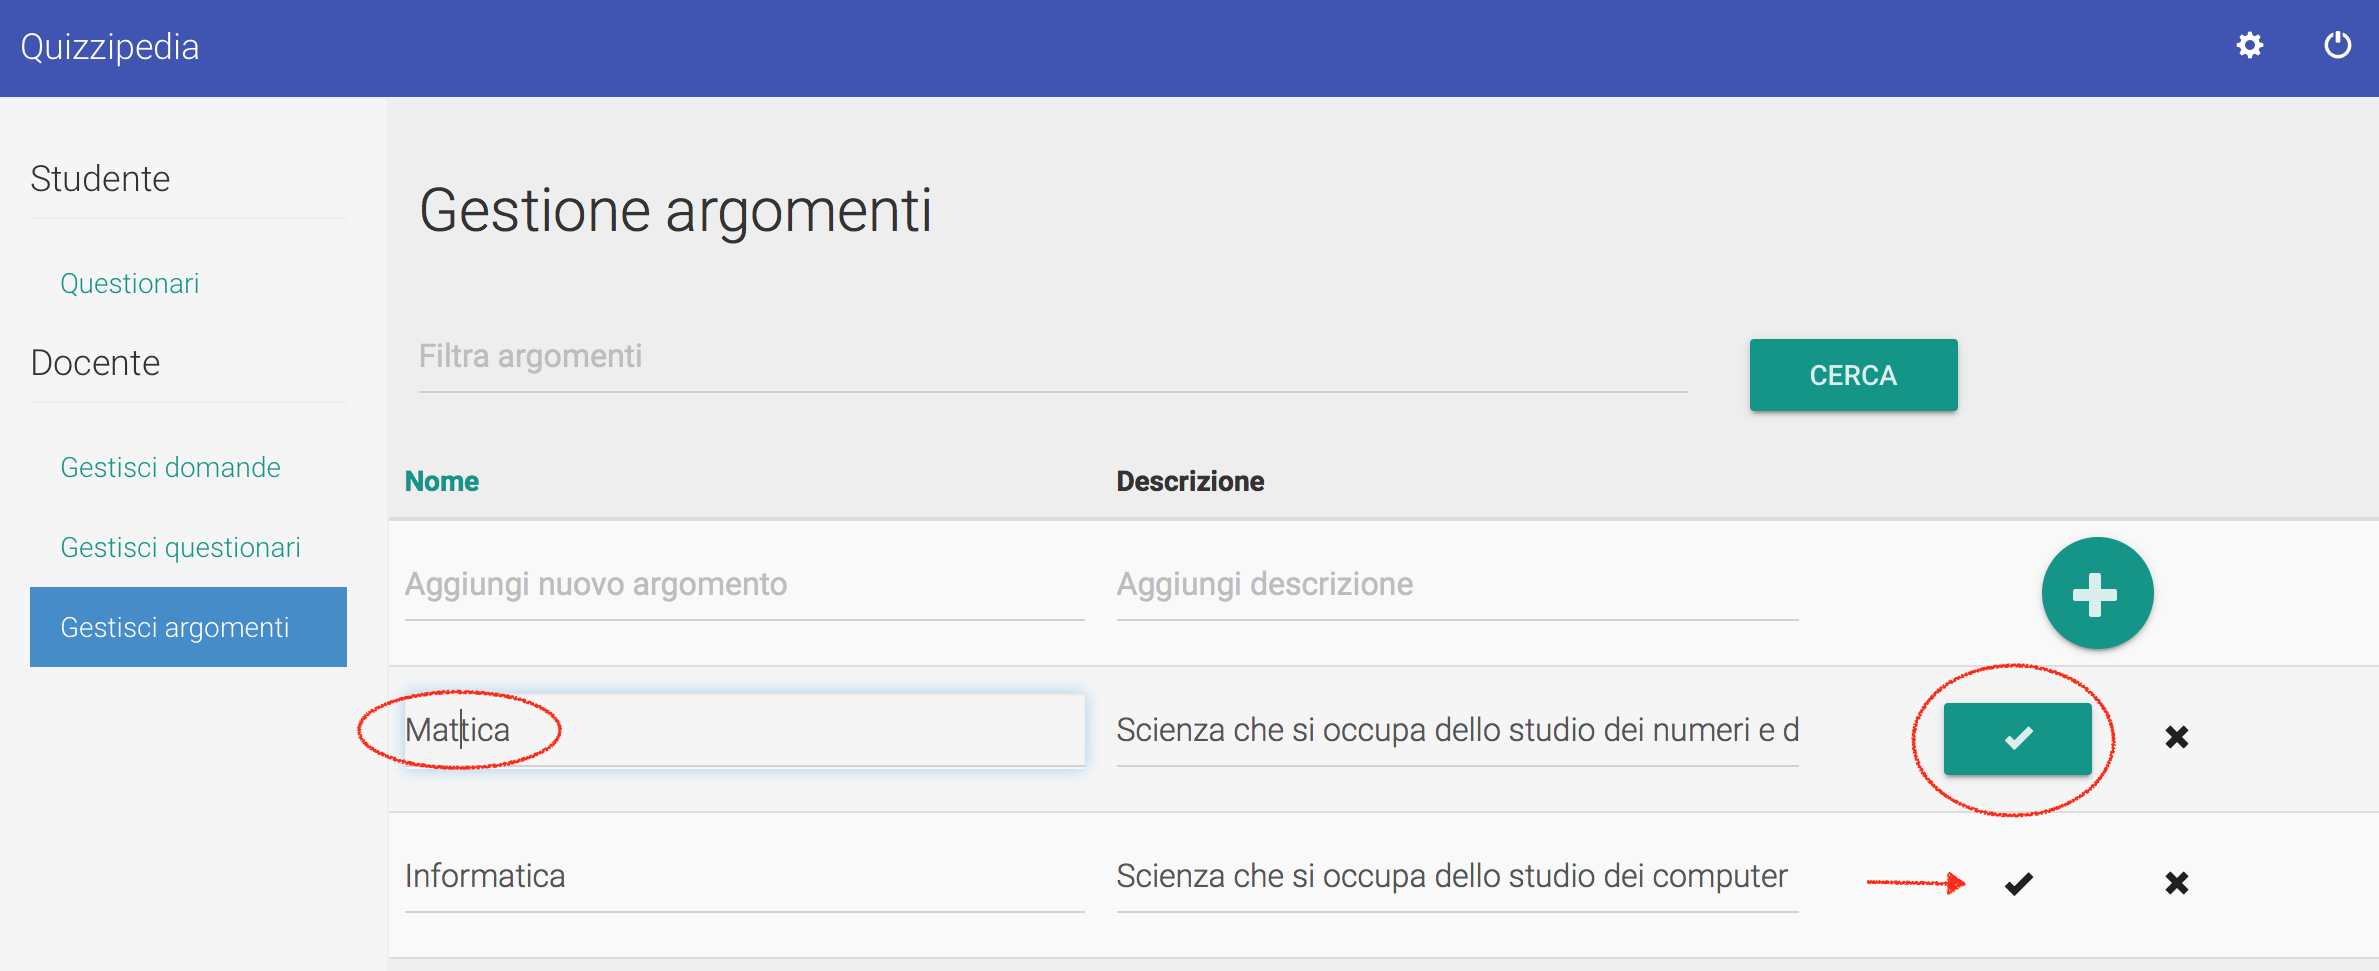 Quizzipedia
Studente
Questionari
Docente
Gestisci domande
Gestisci questionari
Gestisci argomenti
Gestione argomenti
Filtra argomenti
CERCA
Nome Descrizione
Aggiungi nuovo argomento Aggiungi descrizione
Mattica Scienza che si occupa dello studio dei numeri e d
Informatica Scienza che si occupa dello studio dei computer